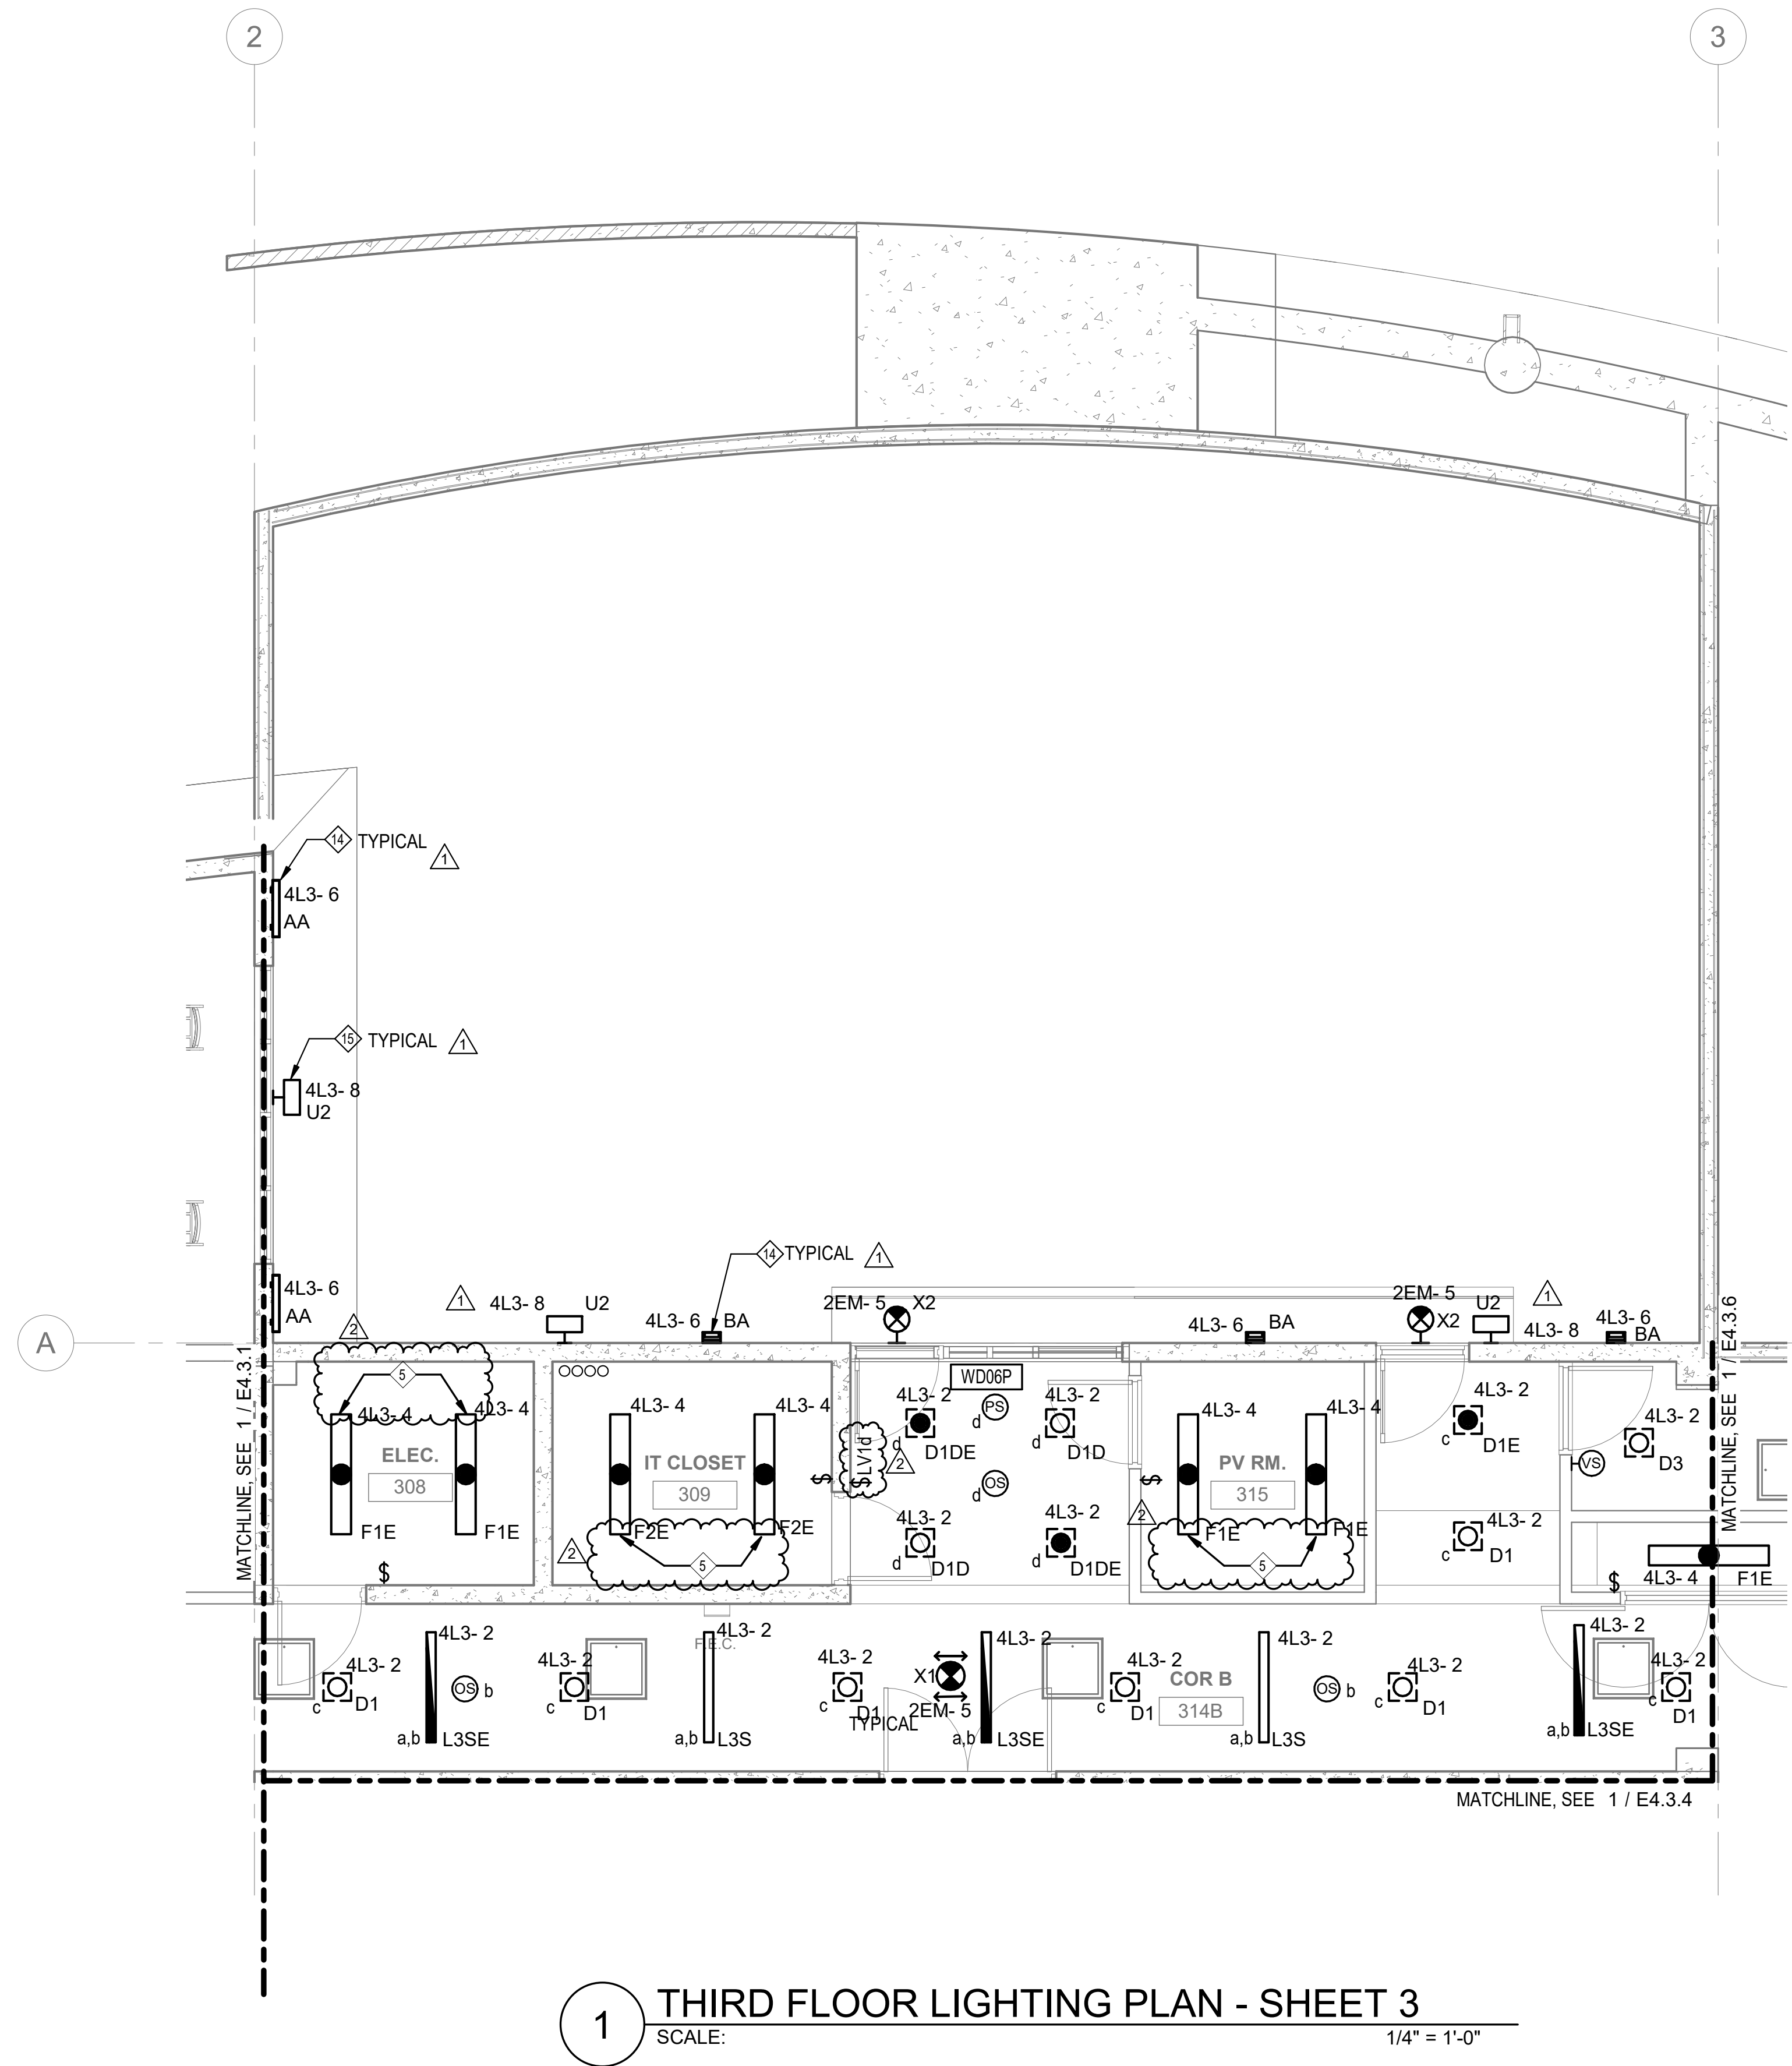 2
3
14 TYPICAL
1
4L3- 6
AA
15 TYPICAL 1
4L3- 8
U2
14 TYPICAL 1
4L3- 6
AA
1
4L3- 8 U2
4L3- 6 BA
2EM- 5 X2
4L3- 6 BA
2EM- 5
X2
U2
1
4L3- 8
4L3- 6
BA
A
2
MATCHLINE, SEE 1 / E4.3.1
MATCHLINE, SEE 1 / E4.3.6
5
4L3- 4
4L3- 4
ELEC.
308
F1E
F1E
$
4L3- 4
4L3- 4
IT CLOSET
309
F2E
F2E
2
5
$
$LV1d
2
WD06P
4L3- 2
d
D1DE
PS
d
4L3- 2
d
D1D
OS
d
4L3- 2
d
D1D
4L3- 2
d
D1DE
2
$
4L3- 4
4L3- 4
PV RM.
315
F1E
F1E
5
4L3- 2
c
D1E
4L3- 2
c
D1
4L3- 2
D3
VS
$
4L3- 4
F1E
4L3- 2
c
D1
4L3- 2
a,b L3SE
OS b
4L3- 2
c
D1
F.E.C.
4L3- 2
a,b L3S
4L3- 2
c
D1
TYPICAL
X1
2EM- 5
4L3- 2
a,b L3SE
4L3- 2
c
D1
COR B
314B
4L3- 2
a,b L3S
OS b
4L3- 2
c
D1
4L3- 2
a,b L3SE
4L3- 2
c
D1
MATCHLINE, SEE 1 / E4.3.4
1
THIRD FLOOR LIGHTING PLAN - SHEET 3
SCALE: 1/4" = 1'-0"